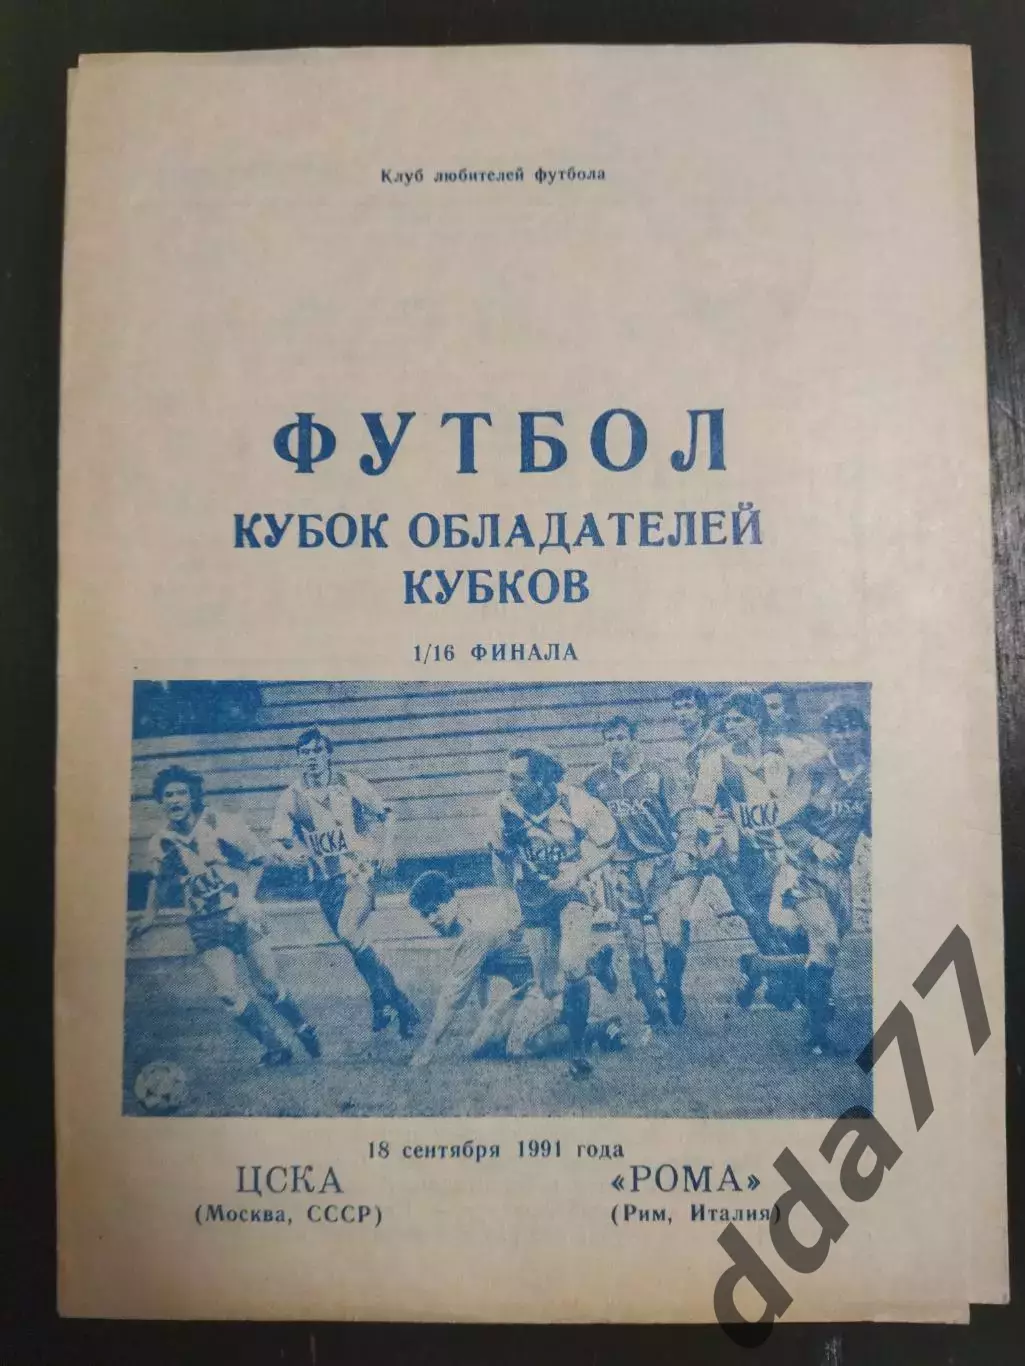 Клуб любителей футбола
ФУТБОЛ
КУБОК ОБЛАДАТЕЛЕЙ
КУБКОВ
1/16 ФИНАЛА
ЦСКА
ЦСКА
18 сентября 1991 года
ЦСКА «РОМА»
(Москва, СССР) (Рим, Италия)
dda77